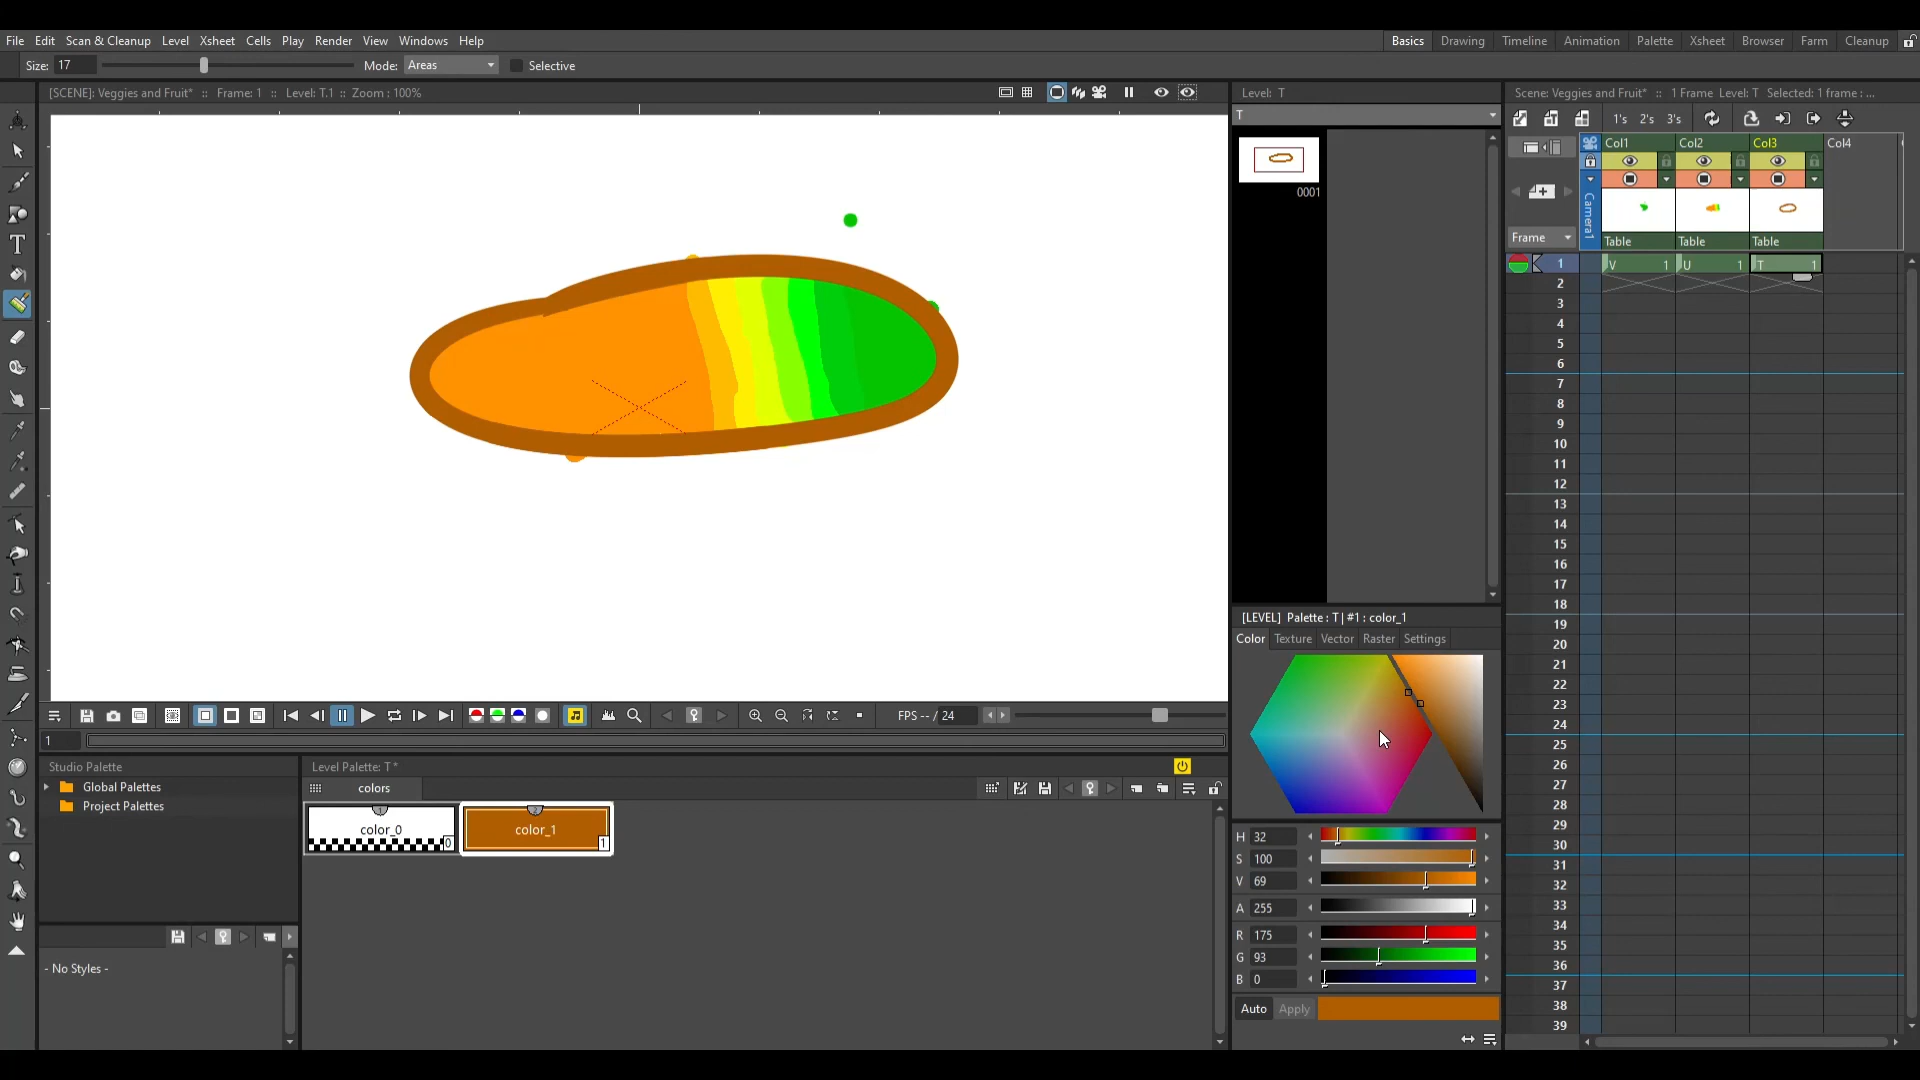 File Edit Scan & Cleanup Level Xsheet Cells Play Render View Windows Help
Basics Drawing Timeline Animation Palette Xsheet Browser Farm Cleanup
Size: 17 Mode: Areas Selective
[SCENE]: Veggies and Fruit* :: Frame: 1 :: Level: T.1 :: Zoom : 100%
Level: T
T
0001
Scene: Veggies and Fruit* :: 1 Frame Level: T Selected: 1 frame : ...
1's 2's 3's
Col1 Col2 Col3 Col4
Camera1
Frame Table Table Table
1 V 1 U 1 T 1
2
3
4
5
6
7
8
9
10
11
12
13
14
15
16
17
18
19
20
21
22
23
24
25
26
27
28
29
30
31
32
33
34
35
36
37
38
39
[LEVEL] Palette : T | #1 : color_1
Color Texture Vector Raster Settings
H 32
S 100
V 69
A 255
R 175
G 93
B 0
Auto Apply
FPS -- / 24
1
Studio Palette
Global Palettes
Project Palettes
- No Styles -
Level Palette: T*
colors
color_0 0
color_1 1